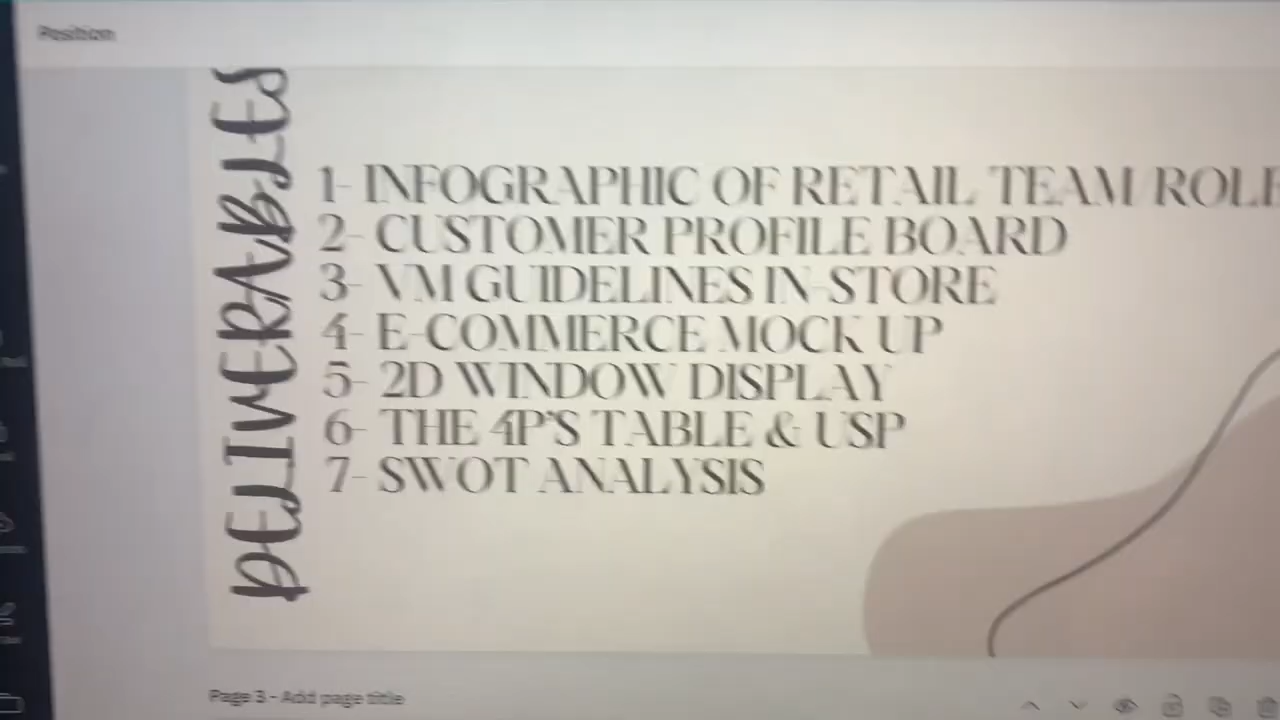 Position
DELIVERABLES
1- INFOGRAPHIC OF RETAIL TEAM ROLE
2- CUSTOMER PROFILE BOARD
3- VM GUIDELINES IN-STORE
4- E-COMMERCE MOCK UP
5- 2D WINDOW DISPLAY
6- THE 4P'S TABLE & USP
7- SWOT ANALYSIS
Page 3 - Add page title